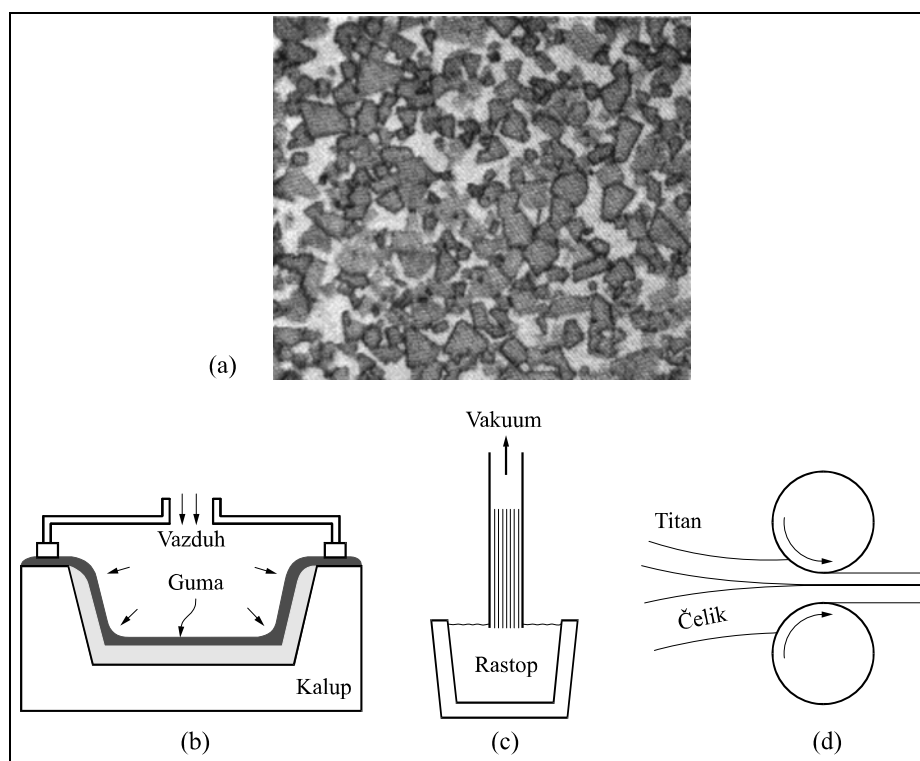 (a)
Vakuum
Vazduh
Guma
Kalup
(b)
Rastop
(c)
Titan
Čelik
(d)